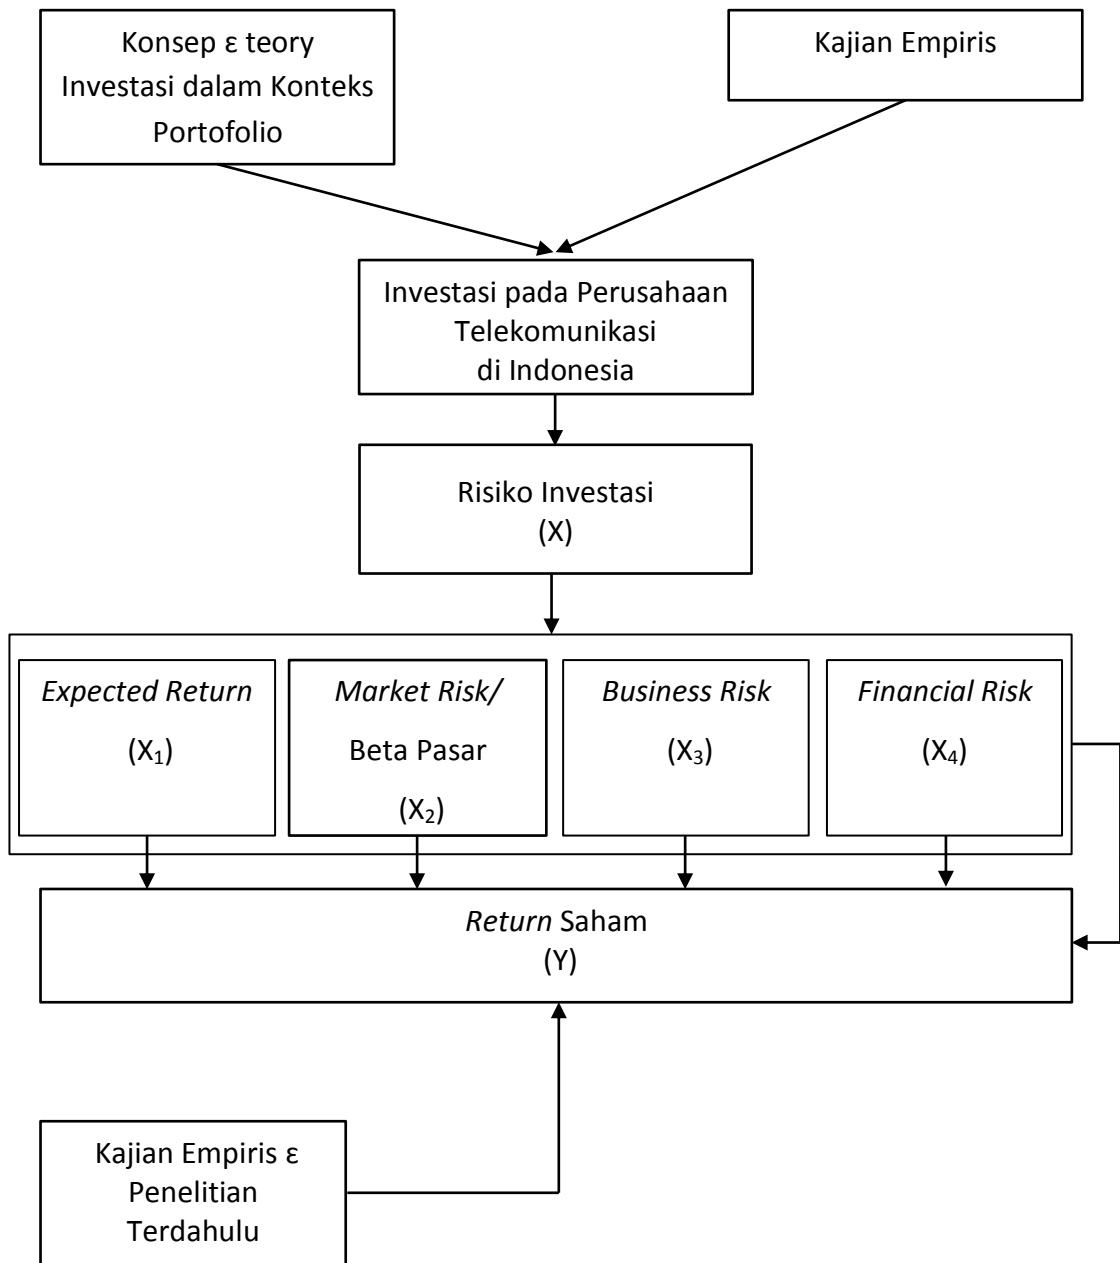 Konsep ε teory
Investasi dalam Konteks
Portofolio
Kajian Empiris
Investasi pada Perusahaan
Telekomunikasi
di Indonesia
Risiko Investasi
(X)
Expected Return
(X₁)
Market Risk/
Beta Pasar
(X₂)
Business Risk
(X₃)
Financial Risk
(X₄)
Return Saham
(Y)
Kajian Empiris ε
Penelitian
Terdahulu